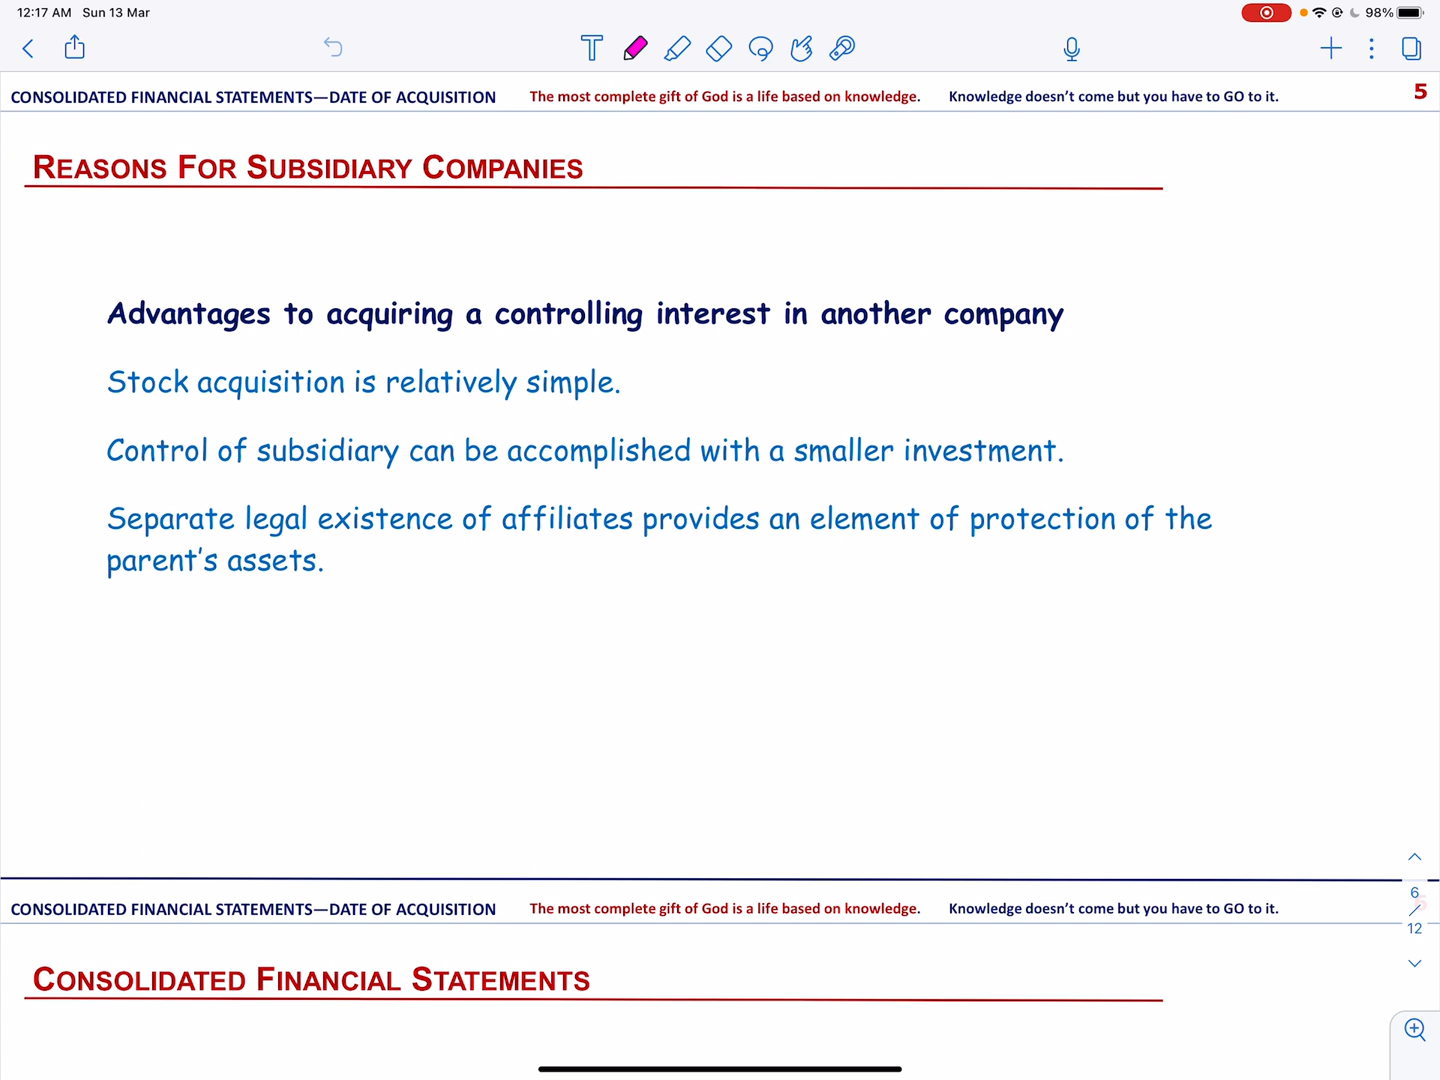 12:17 AM Sun 13 Mar
98%
CONSOLIDATED FINANCIAL STATEMENTS—DATE OF ACQUISITION The most complete gift of God is a life based on knowledge. Knowledge doesn’t come but you have to GO to it. 5
REASONS FOR SUBSIDIARY COMPANIES
Advantages to acquiring a controlling interest in another company
Stock acquisition is relatively simple.
Control of subsidiary can be accomplished with a smaller investment.
Separate legal existence of affiliates provides an element of protection of the
parent’s assets.
6
/
12
CONSOLIDATED FINANCIAL STATEMENTS—DATE OF ACQUISITION The most complete gift of God is a life based on knowledge. Knowledge doesn’t come but you have to GO to it.
CONSOLIDATED FINANCIAL STATEMENTS